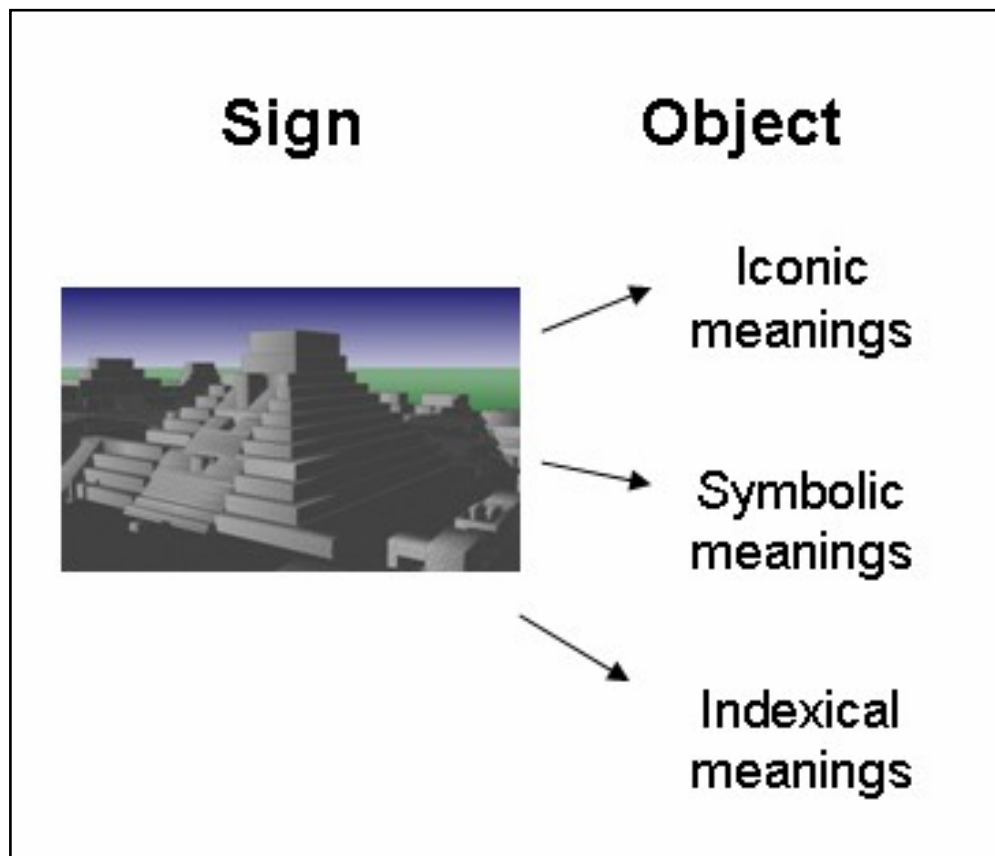 Sign
Object
Iconic
meanings
Symbolic
meanings
Indexical
meanings